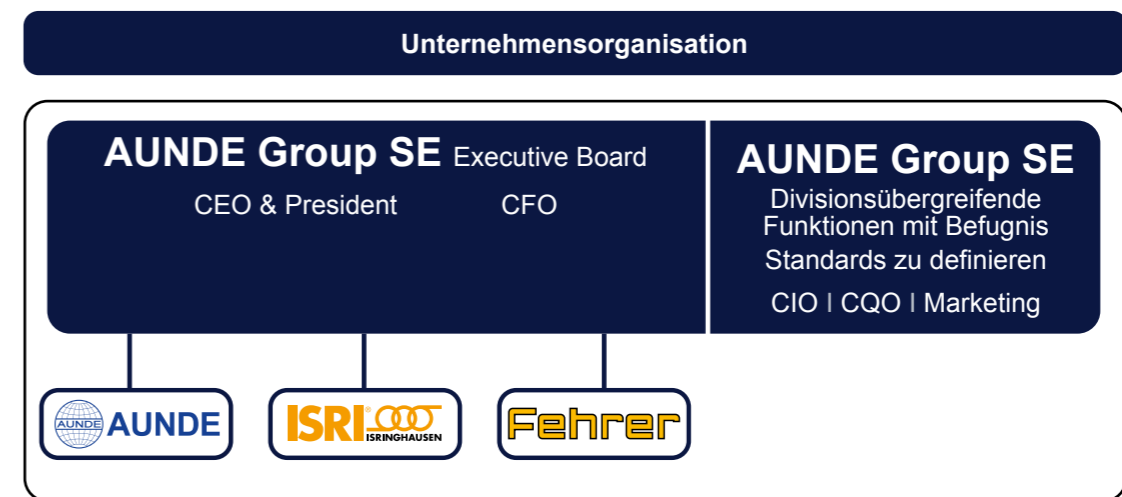 Unternehmensorganisation
AUNDE Group SE Executive Board
CEO & President CFO
AUNDE Group SE
Divisionsübergreifende
Funktionen mit Befugnis
Standards zu definieren
CIO I CQO I Marketing
AUNDE AUNDE
ISRI® ISRINGHAUSEN
Fehrer